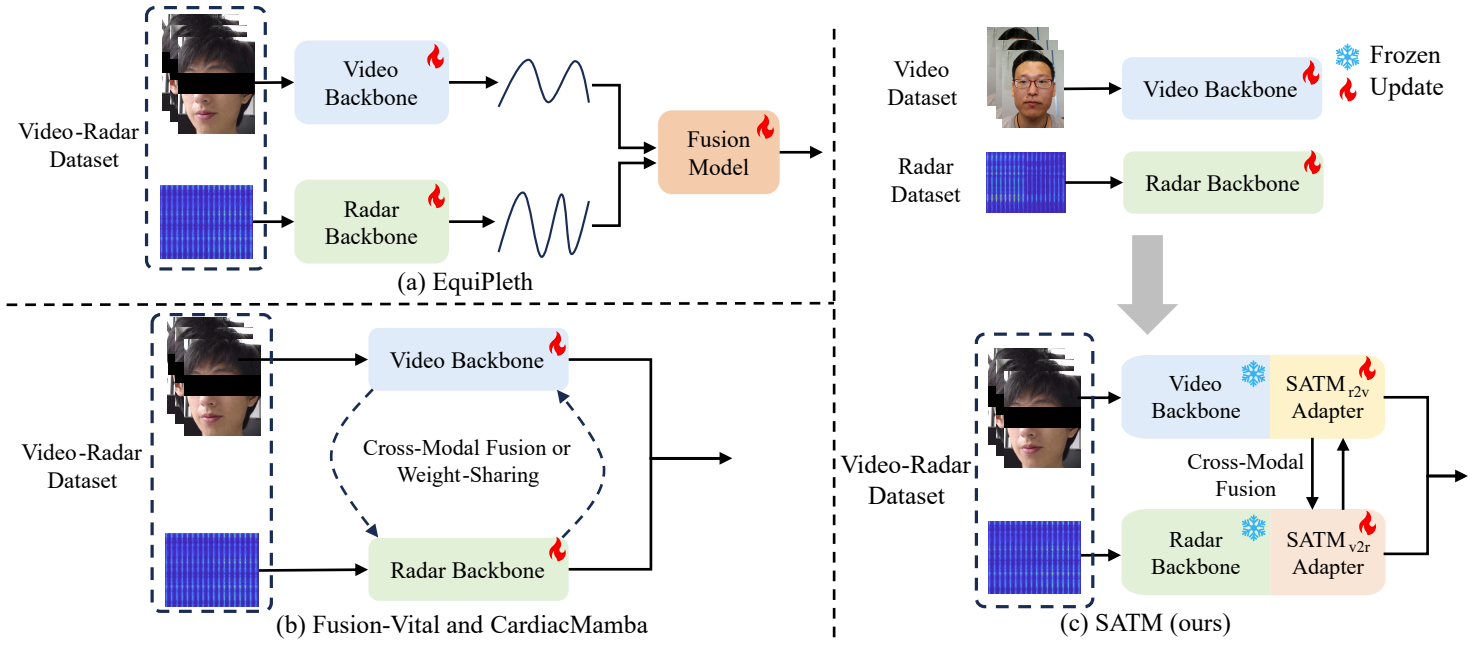 Video-Radar
Dataset
Video
Backbone
Radar
Backbone
Fusion
Model
(a) EquiPleth
Video-Radar
Dataset
Video Backbone
Cross-Modal Fusion or
Weight-Sharing
Radar Backbone
(b) Fusion-Vital and CardiacMamba
Video
Dataset
Video Backbone
Frozen
Update
Radar
Dataset
Radar Backbone
Video-Radar
Dataset
Video
Backbone
SATM r2v
Adapter
Cross-Modal
Fusion
Radar
Backbone
SATM v2r
Adapter
(c) SATM (ours)